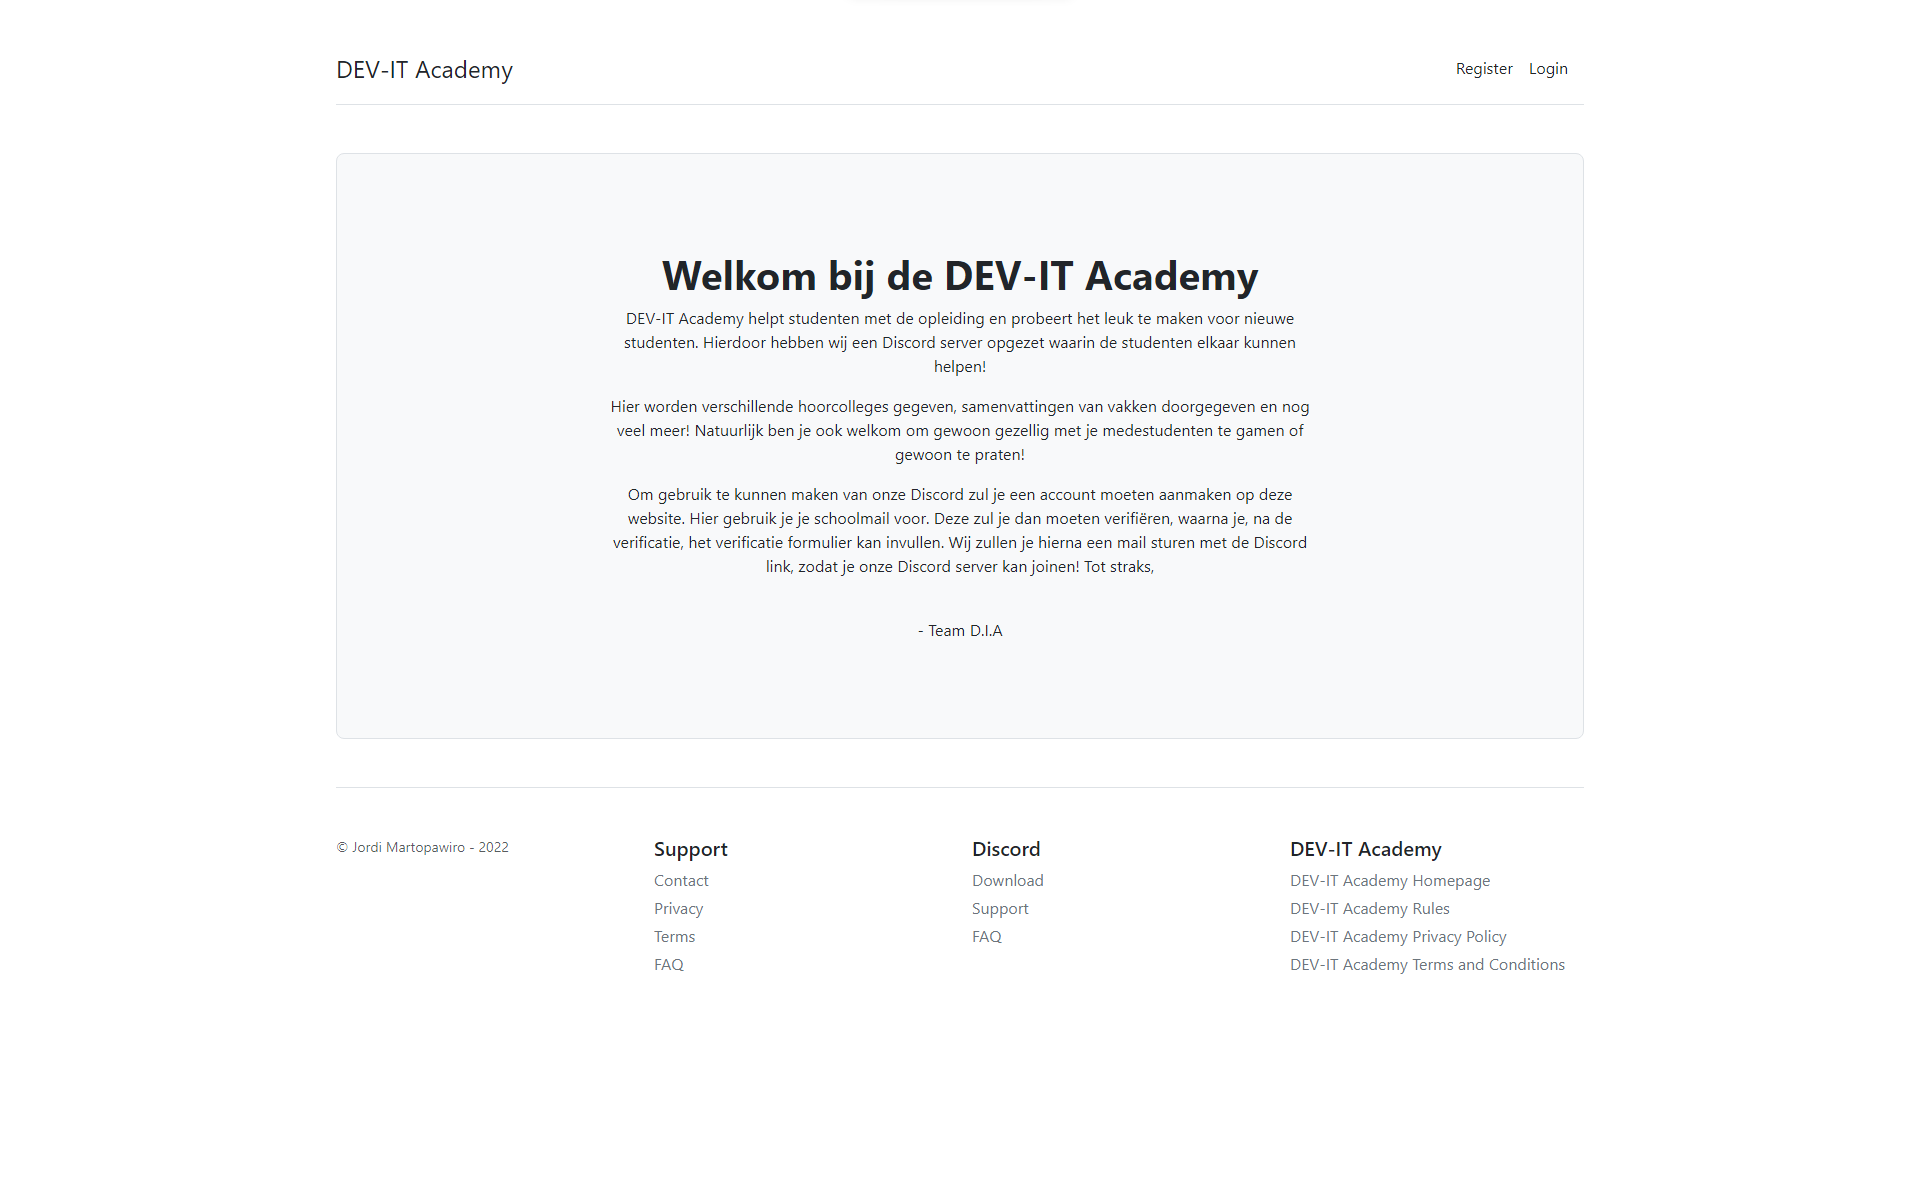 DEV-IT Academy
Register Login
Welkom bij de DEV-IT Academy
DEV-IT Academy helpt studenten met de opleiding en probeert het leuk te maken voor nieuwe
studenten. Hierdoor hebben wij een Discord server opgezet waarin de studenten elkaar kunnen
helpen!
Hier worden verschillende hoorcolleges gegeven, samenvattingen van vakken doorgegeven en nog
veel meer! Natuurlijk ben je ook welkom om gewoon gezellig met je medestudenten te gamen of
gewoon te praten!
Om gebruik te kunnen maken van onze Discord zul je een account moeten aanmaken op deze
website. Hier gebruik je je schoolmail voor. Deze zul je dan moeten verifiëren, waarna je, na de
verificatie, het verificatie formulier kan invullen. Wij zullen je hierna een mail sturen met de Discord
link, zodat je onze Discord server kan joinen! Tot straks,
- Team D.I.A
© Jordi Martopawiro - 2022
Support
Contact
Privacy
Terms
FAQ
Discord
Download
Support
FAQ
DEV-IT Academy
DEV-IT Academy Homepage
DEV-IT Academy Rules
DEV-IT Academy Privacy Policy
DEV-IT Academy Terms and Conditions